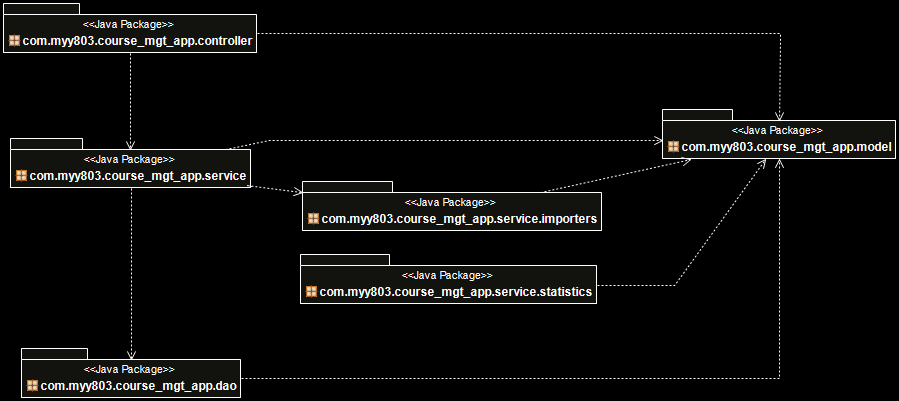 <<Java Package>>
com.myy803.course_mgt_app.controller
<<Java Package>>
com.myy803.course_mgt_app.model
<<Java Package>>
com.myy803.course_mgt_app.service
<<Java Package>>
com.myy803.course_mgt_app.service.importers
<<Java Package>>
com.myy803.course_mgt_app.service.statistics
<<Java Package>>
com.myy803.course_mgt_app.dao